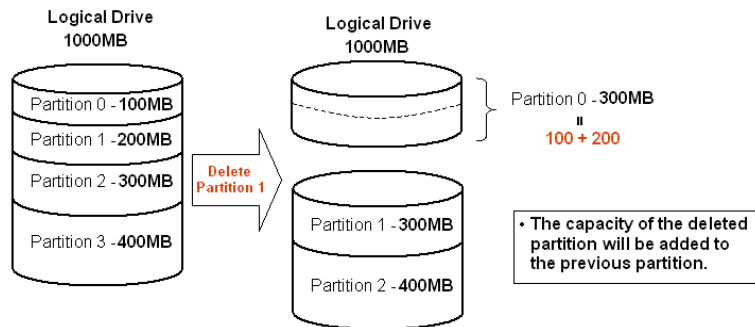 Logical Drive
1000MB
Partition 0 - 100MB
Partition 1 - 200MB
Partition 2 - 300MB
Partition 3 - 400MB
Delete
Partition 1
Logical Drive
1000MB
Partition 0 - 300MB
=
100 + 200
Partition 1 - 300MB
Partition 2 - 400MB
• The capacity of the deleted
partition will be added to
the previous partition.